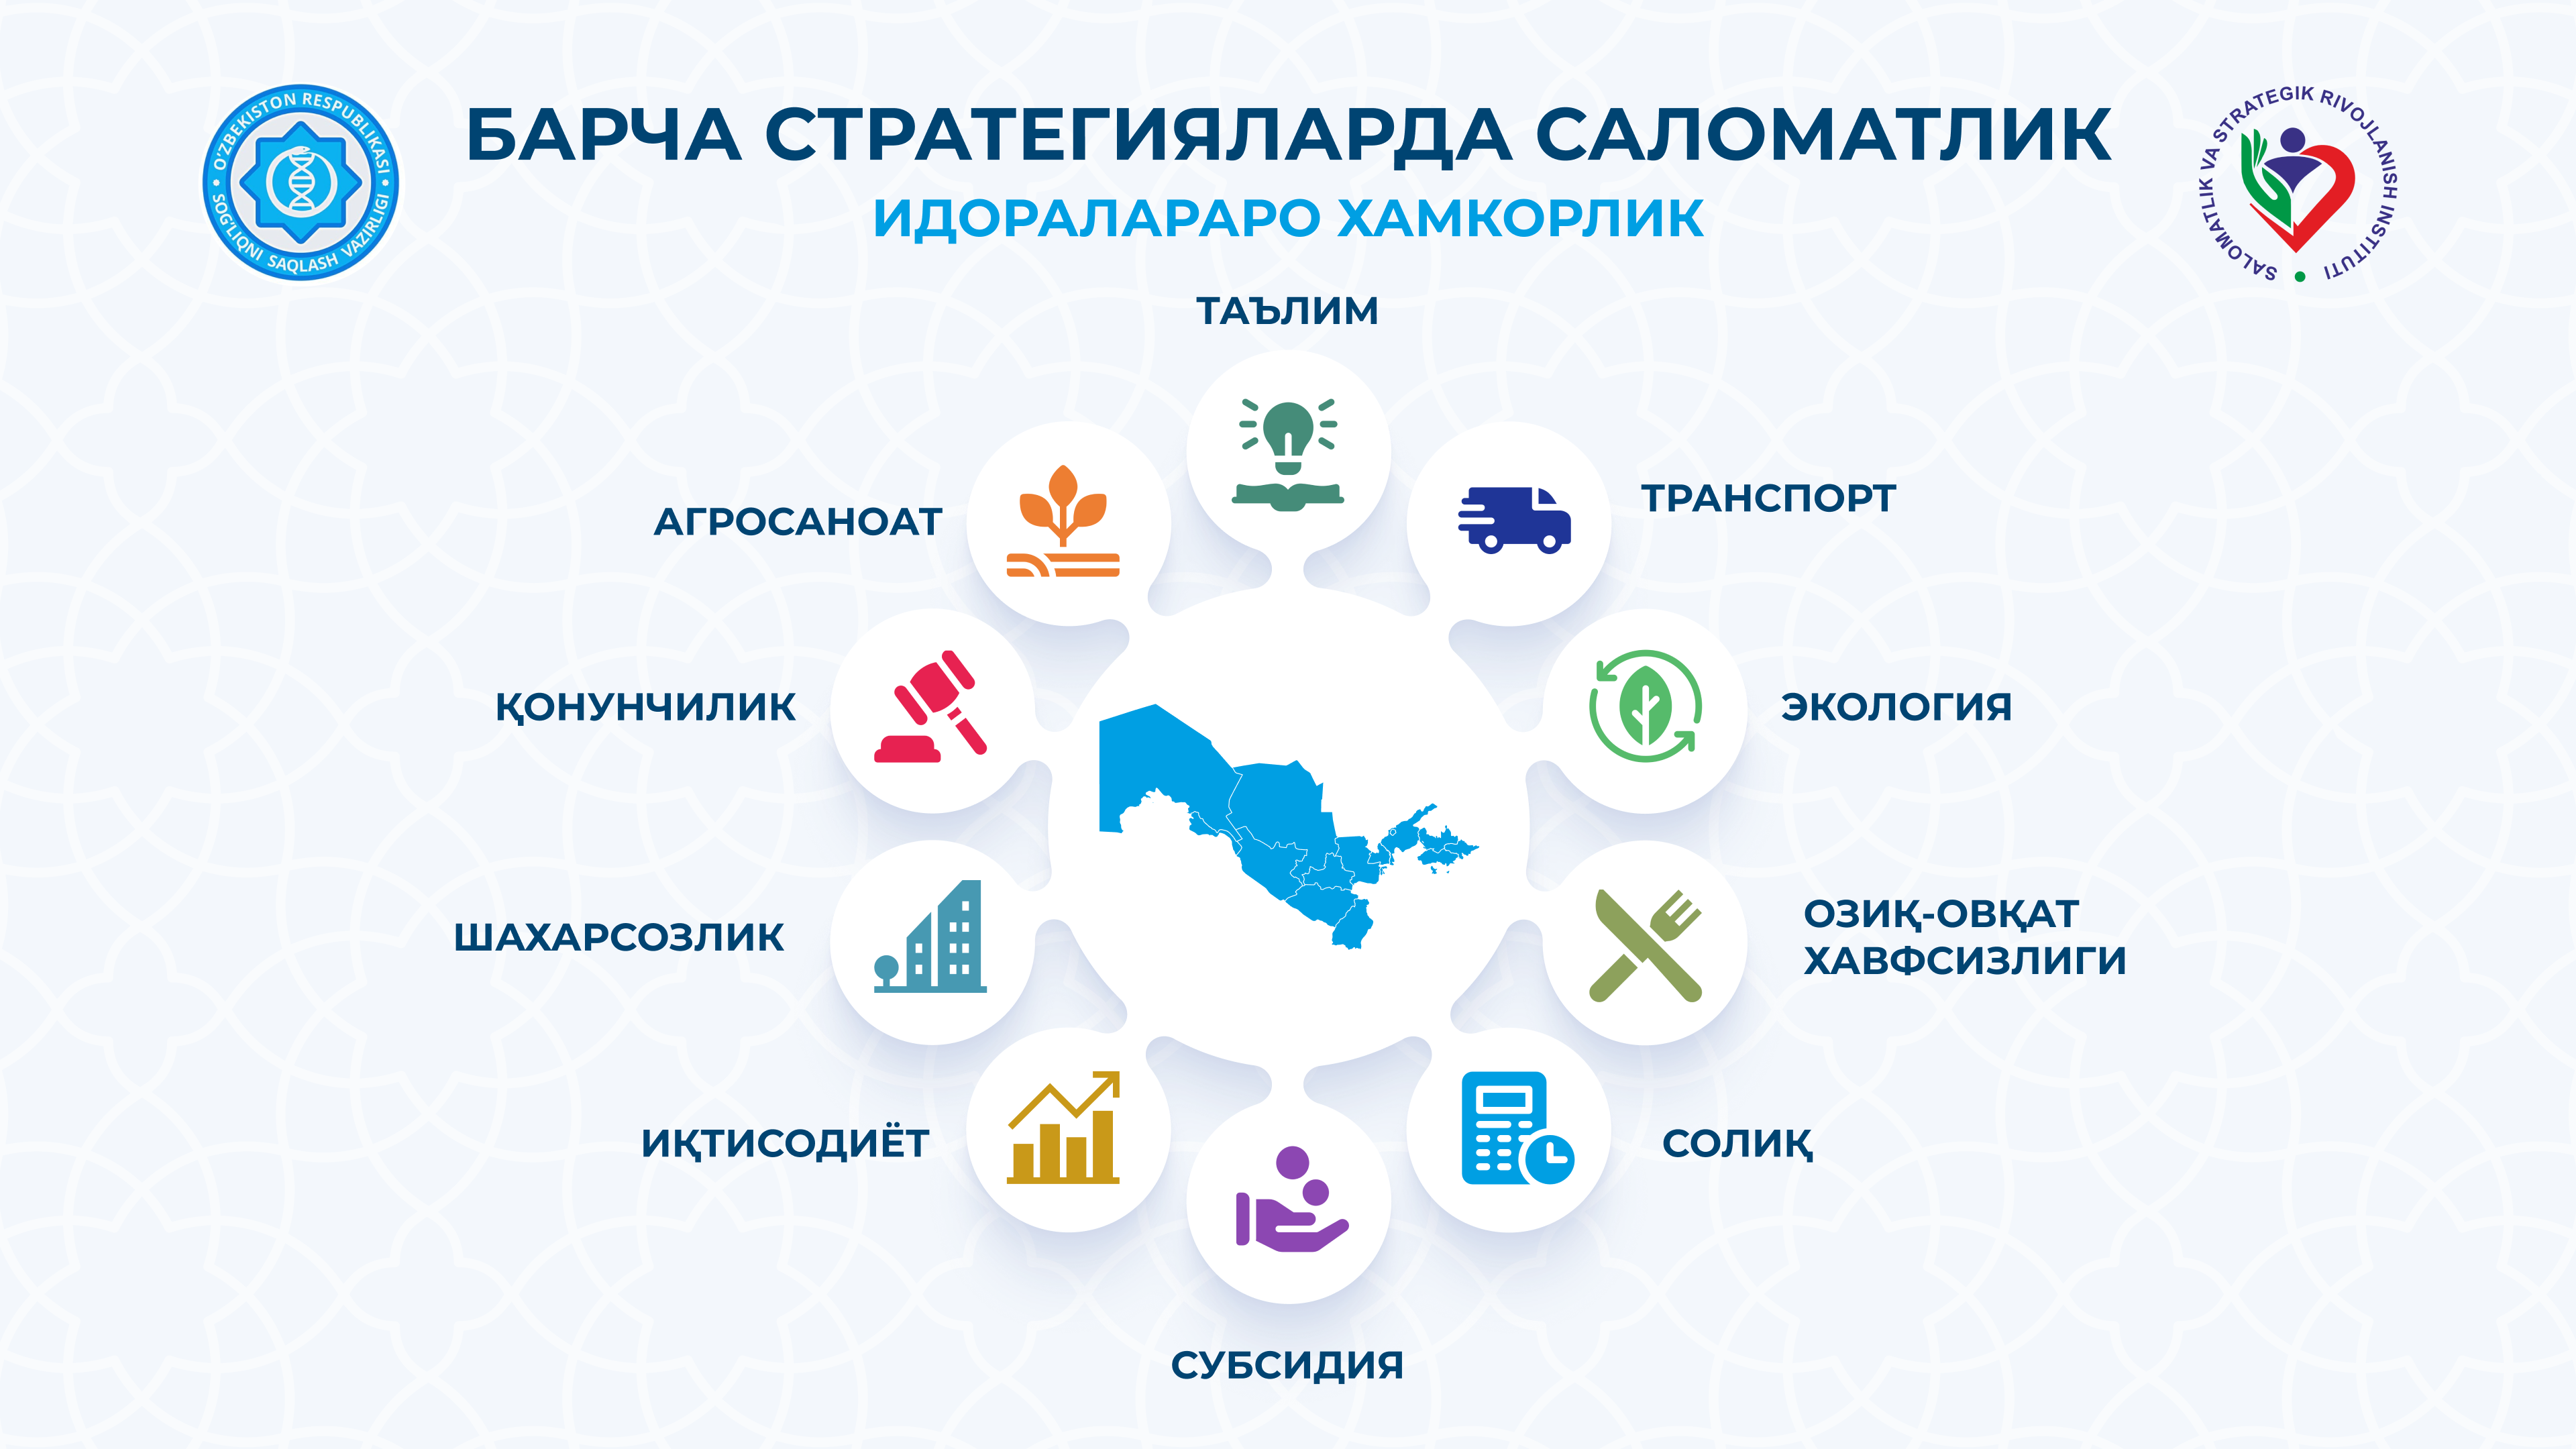 O'ZBEKISTON RESPUBLIKASI
SOG'LIQNI SAQLASH VAZIRLIGI
БАРЧА СТРАТЕГИЯЛАРДА САЛОМАТЛИК
ИДОРАЛАРАРО ХАМКОРЛИК
SALOMATLIK VA STRATEGIK RIVOJLANISH INSTITUTI
ТАЪЛИМ
ТРАНСПОРТ
АГРОСАНОАТ
ҚОНУНЧИЛИК
ЭКОЛОГИЯ
ШАХАРСОЗЛИК
ОЗИҚ-ОВҚАТ
ХАВФСИЗЛИГИ
ИҚТИСОДИЁТ
СОЛИҚ
СУБСИДИЯ